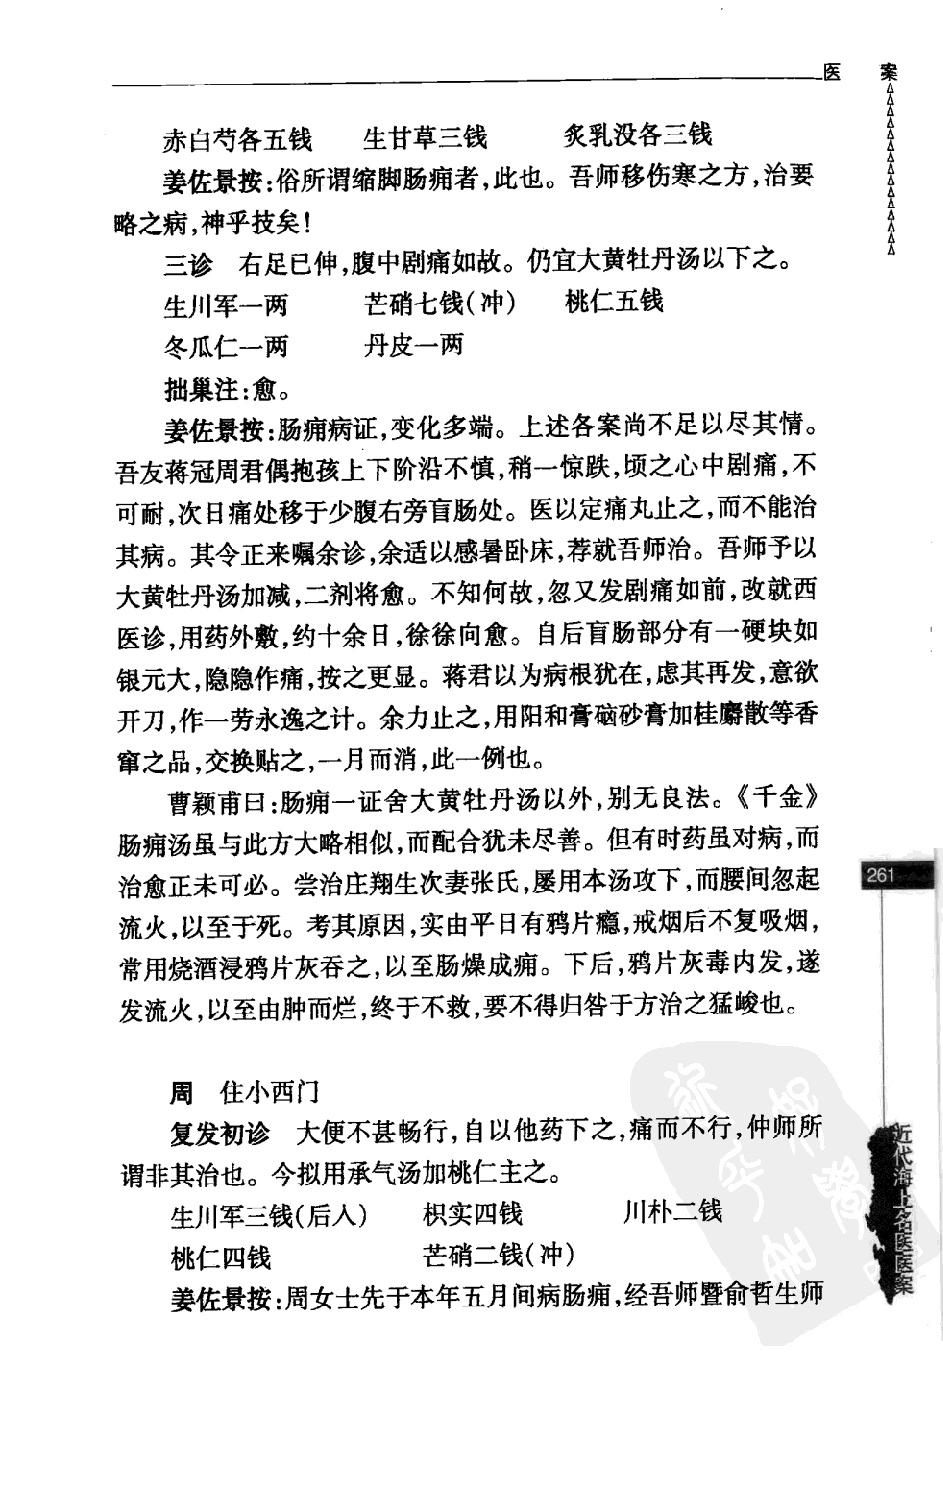 医 案
赤白芍各五钱 生甘草三钱 炙乳没各三钱
姜佐景按:俗所谓缩脚肠痈者,此也。吾师移伤寒之方,治要
略之病,神乎技矣!
三诊 右足已伸,腹中剧痛如故。仍宜大黄牡丹汤以下之。
生川军一两 芒硝七钱(冲) 桃仁五钱
冬瓜仁一两 丹皮一两
拙巢注:愈。
姜佐景按:肠痈病证,变化多端。上述各案尚不足以尽其情。
吾友蒋冠周君偶抱孩上下阶沿不慎,稍一惊跌,顷之心中剧痛,不
可耐,次日痛处移于少腹右旁盲肠处。医以定痛丸止之,而不能治
其病。其令正来嘱余诊,余适以感暑卧床,荐就吾师治。吾师予以
大黄牡丹汤加减,二剂将愈。不知何故,忽又发剧痛如前,改就西
医诊,用药外敷,约十余日,徐徐向愈。自后盲肠部分有一硬块如
银元大,隐隐作痛,按之更显。蒋君以为病根犹在,虑其再发,意欲
开刀,作一劳永逸之计。余力止之,用阳和膏硇砂膏加桂麝散等香
窜之品,交换贴之,一月而消,此一例也。
曹颖甫曰:肠痈一证舍大黄牡丹汤以外,别无良法。《千金》
肠痈汤虽与此方大略相似,而配合犹未尽善。但有时药虽对病,而
治愈正未可必。尝治庄翔生次妻张氏,屡用本汤攻下,而腰间忽起
流火,以至于死。考其原因,实由平日有鸦片瘾,戒烟后不复吸烟,
常用烧酒浸鸦片灰吞之,以至肠燥成痈。下后,鸦片灰毒内发,遂
发流火,以至由肿而烂,终于不救,要不得归咎于方治之猛峻也。
261
周 住小西门
复发初诊 大便不甚畅行,自以他药下之,痛而不行,仲师所
谓非其治也。今拟用承气汤加桃仁主之。
生川军三钱(后入) 枳实四钱 川朴二钱
桃仁四钱 芒硝二钱(冲)
姜佐景按:周女士先于本年五月间病肠痈,经吾师暨俞哲生师
近代海上名医医案